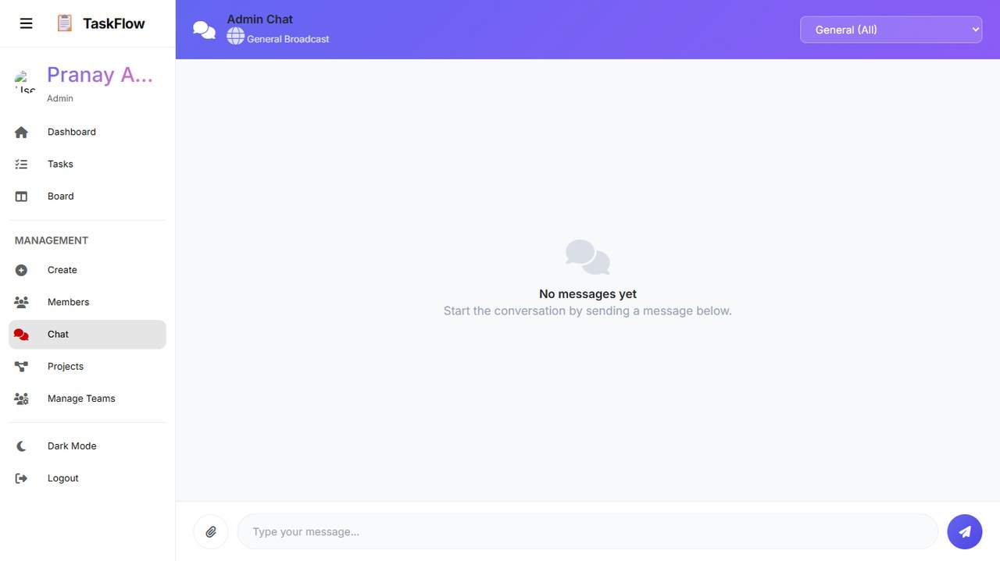 TaskFlow
Pranay A...
Admin
Dashboard
Tasks
Board
MANAGEMENT
Create
Members
Chat
Projects
Manage Teams
Dark Mode
Logout
Admin Chat
General Broadcast
General (All)
No messages yet
Start the conversation by sending a message below.
Type your message...